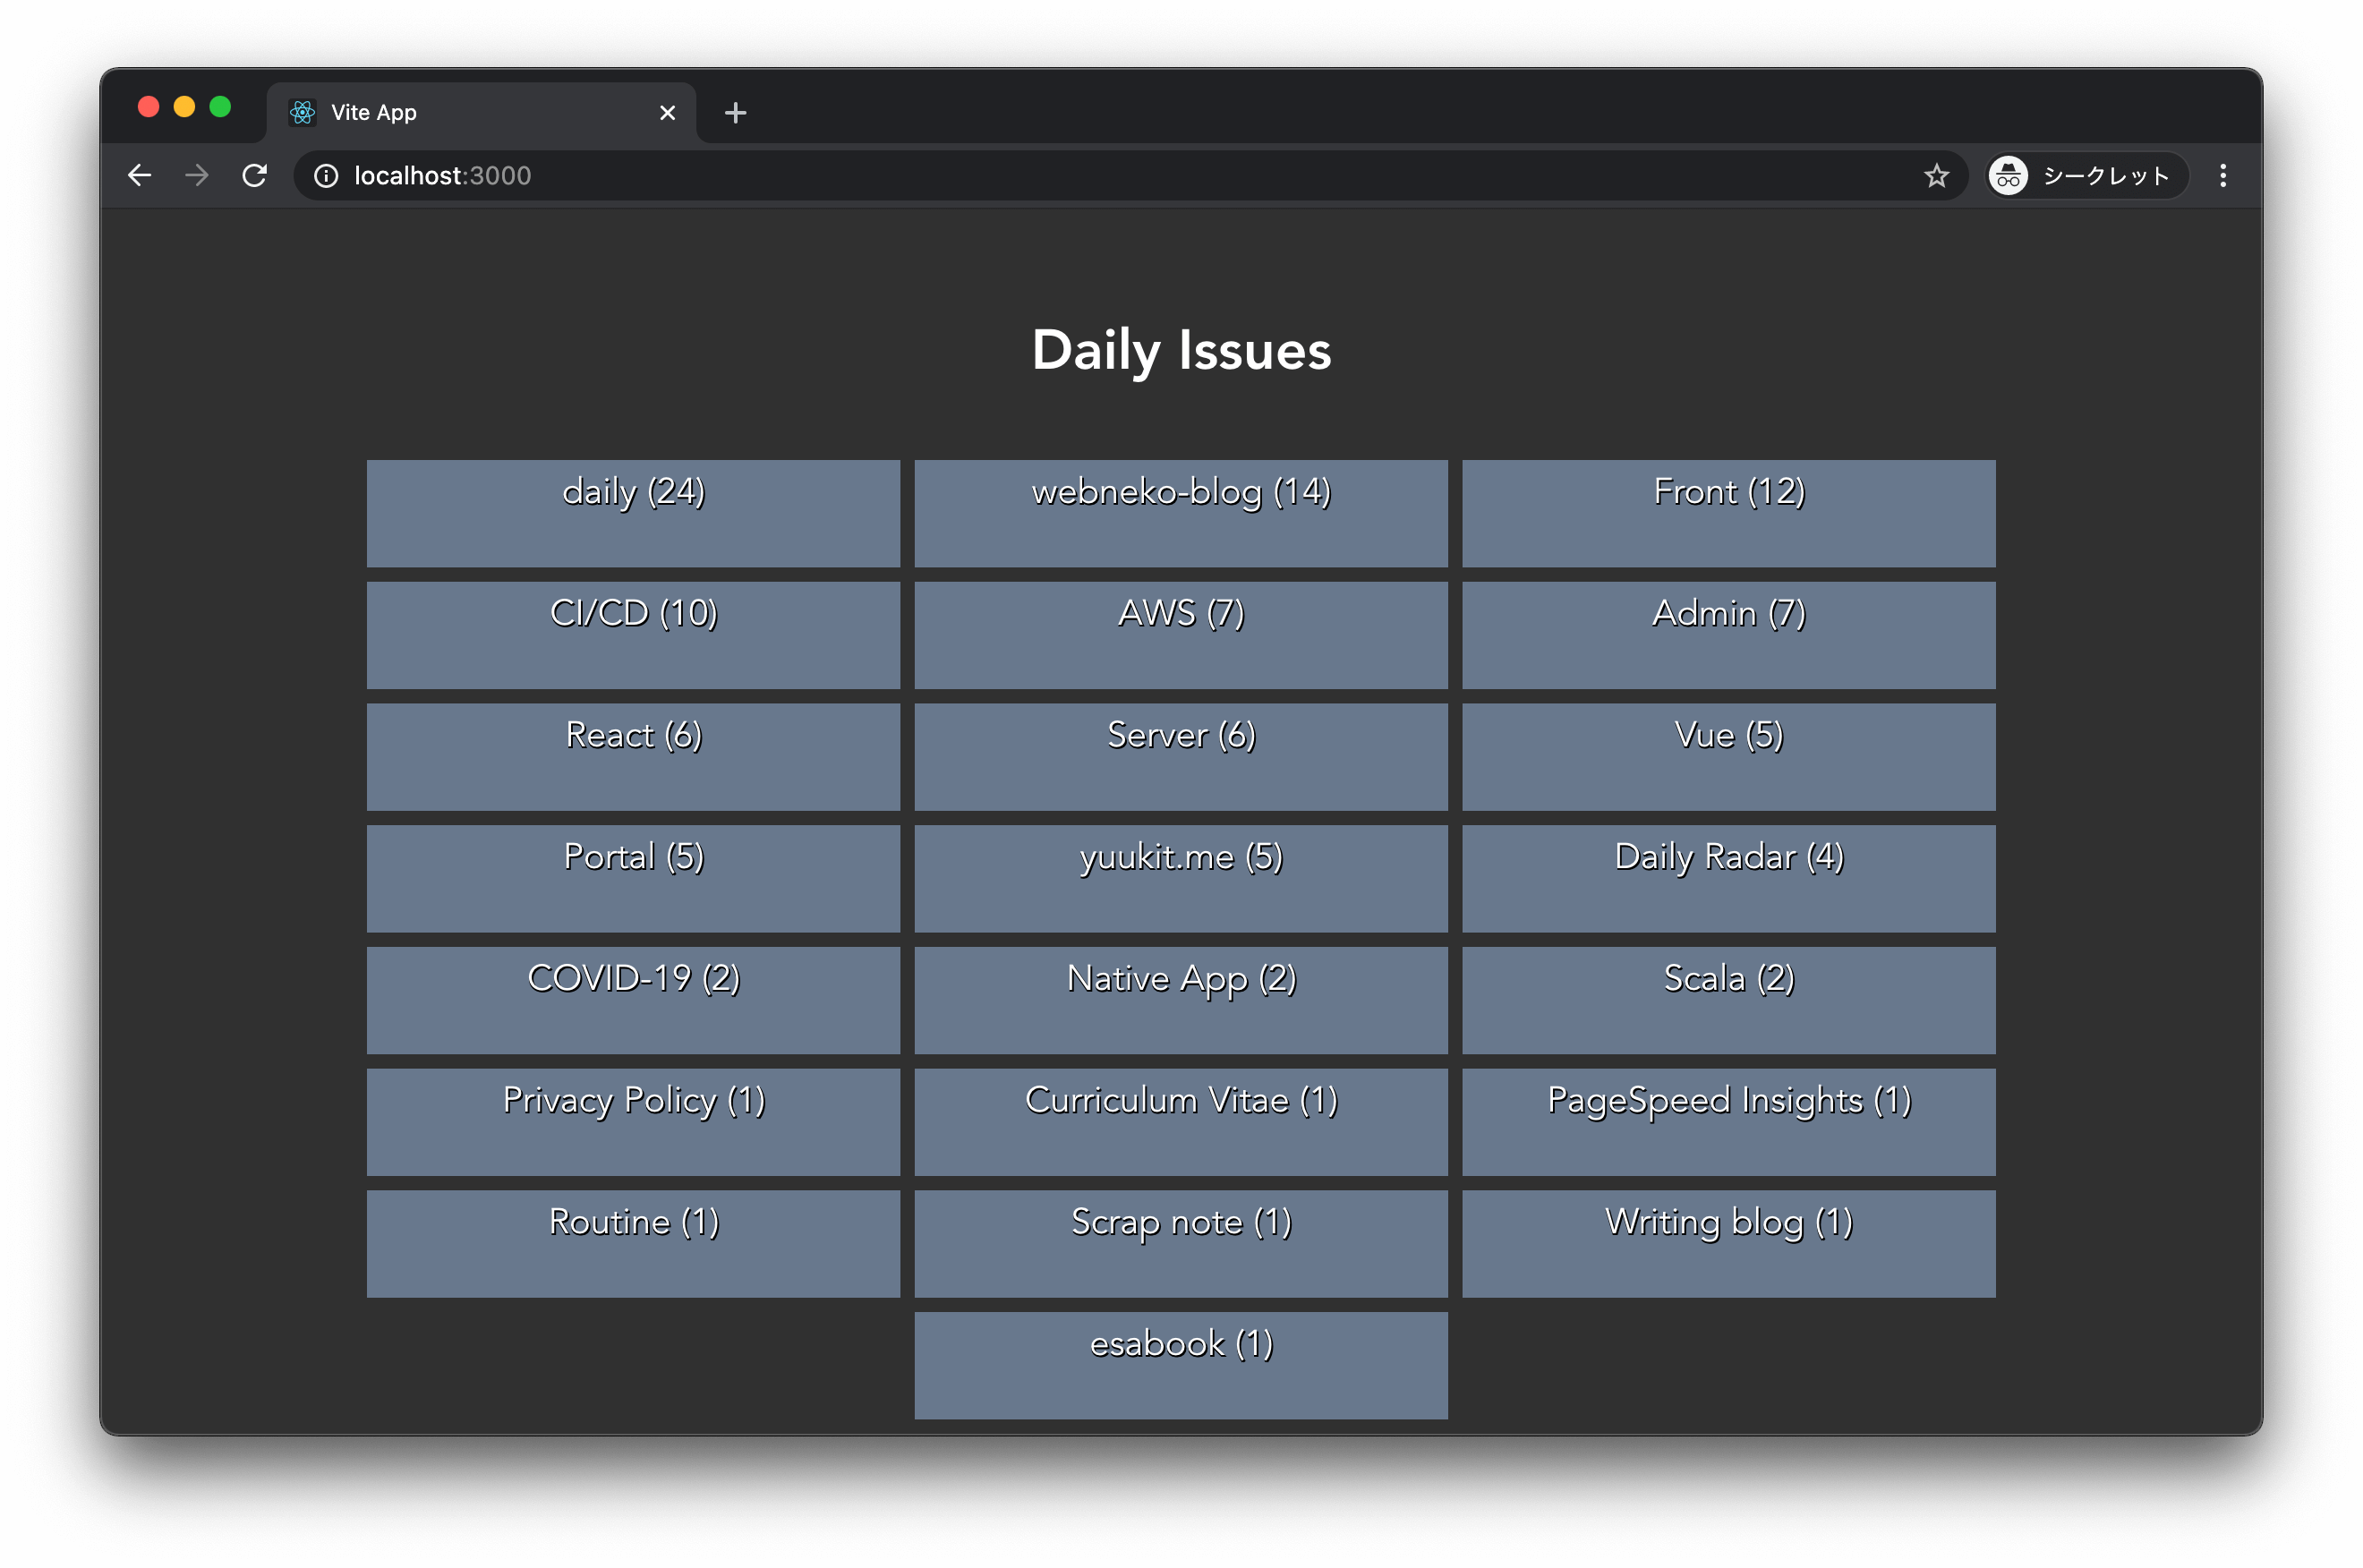 Vite App
localhost:3000
シークレット
Daily Issues
daily (24)
webneko-blog (14)
Front (12)
CI/CD (10)
AWS (7)
Admin (7)
React (6)
Server (6)
Vue (5)
Portal (5)
yuukit.me (5)
Daily Radar (4)
COVID-19 (2)
Native App (2)
Scala (2)
Privacy Policy (1)
Curriculum Vitae (1)
PageSpeed Insights (1)
Routine (1)
Scrap note (1)
Writing blog (1)
esabook (1)